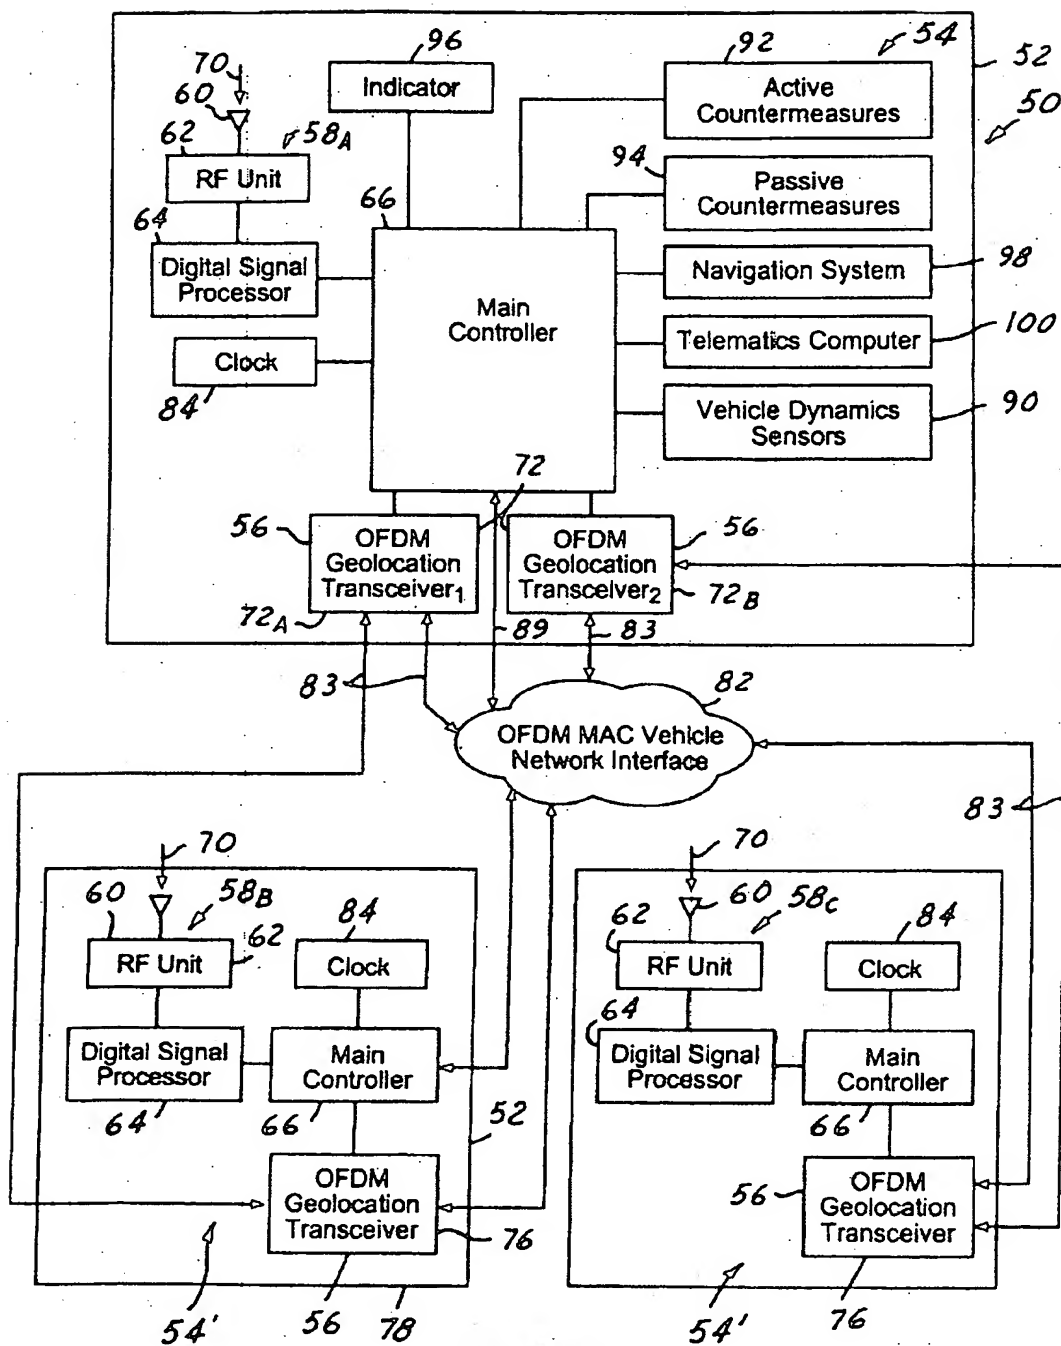 96
92
54
52
70
60
Indicator
Active
Countermeasures
50
62
58A
RF Unit
94
Passive
Countermeasures
64
66
Digital Signal
Processor
Navigation System
98
Main
Controller
Telematics Computer
100
Clock
84
Vehicle Dynamics
Sensors
90
72
56
OFDM
Geolocation
Transceiver1
OFDM
Geolocation
Transceiver2
56
72A
72B
89
83
83
82
OFDM MAC Vehicle
Network Interface
83
70
60
58B
84
RF Unit
62
Clock
Digital Signal
Processor
Main
Controller
64
66
52
OFDM
Geolocation
Transceiver
76
54'
56
78
70
60
58C
62
84
RF Unit
Clock
64
Digital Signal
Processor
Main
Controller
66
56
OFDM
Geolocation
Transceiver
54'
76